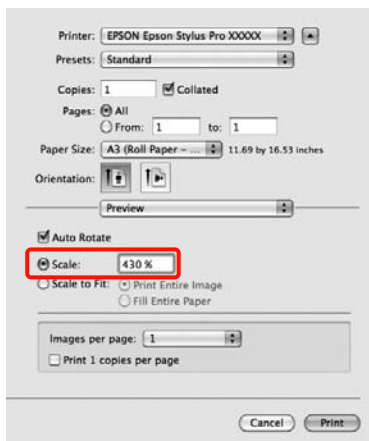 Printer: EPSON Epson Stylus Pro XXXXX
Presets: Standard
Copies: 1 Collated
Pages: All
From: 1 to: 1
Paper Size: A3 (Roll Paper - ... 11.69 by 16.53 inches
Orientation:
Preview
Auto Rotate
Scale: 430 %
Scale to Fit: Print Entire Image
Fill Entire Paper
Images per page: 1
Print 1 copies per page
Cancel Print